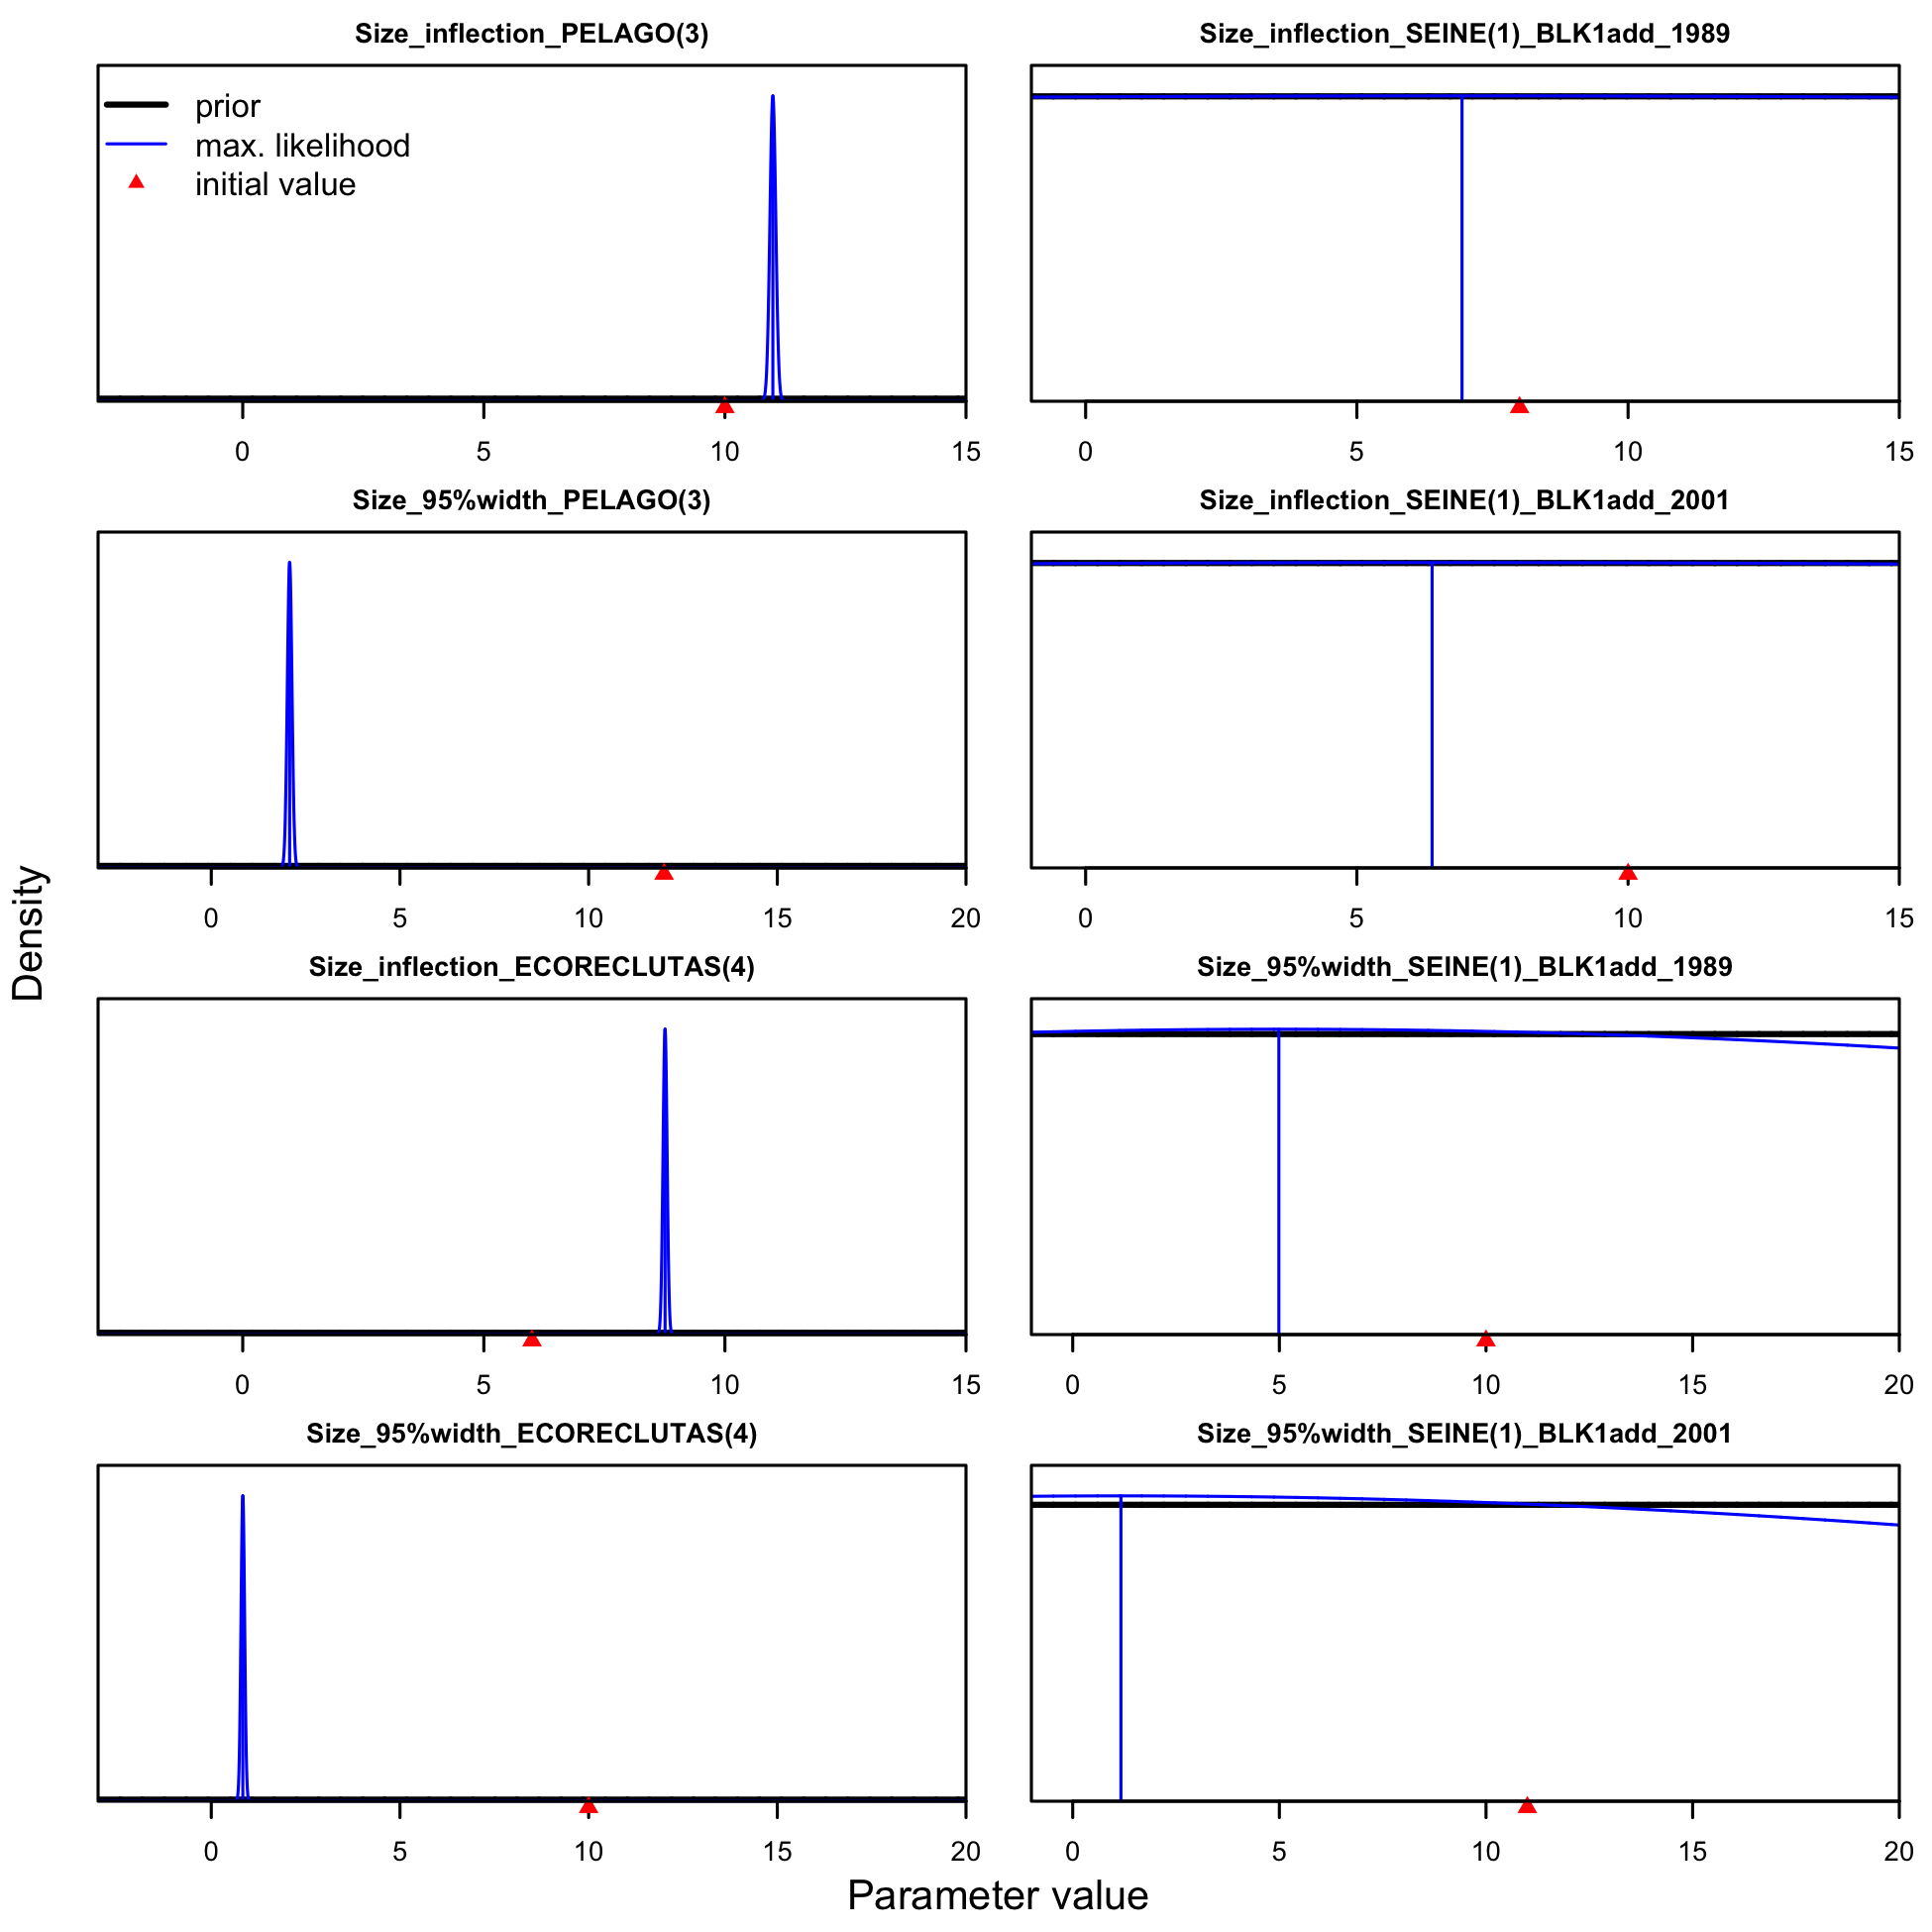 Size_inflection_PELAGO(3)
prior
max. likelihood
initial value
0 5 10 15
Size_inflection_SEINE(1)_BLK1add_1989
0 5 10 15
Size_95%width_PELAGO(3)
0 5 10 15 20
Size_inflection_SEINE(1)_BLK1add_2001
0 5 10 15
Size_inflection_ECORECLUTAS(4)
0 5 10 15
Size_95%width_SEINE(1)_BLK1add_1989
0 5 10 15 20
Size_95%width_ECORECLUTAS(4)
0 5 10 15 20
Size_95%width_SEINE(1)_BLK1add_2001
0 5 10 15 20
Density
Parameter value